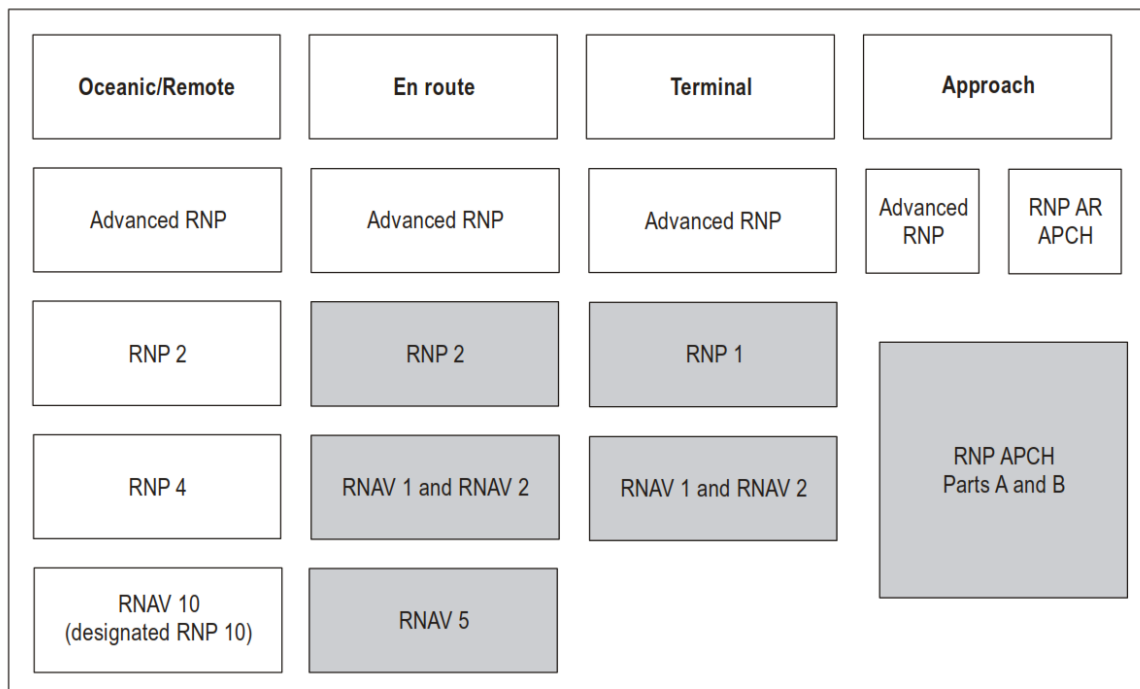 Oceanic/Remote
En route
Terminal
Approach
Advanced RNP
Advanced RNP
Advanced RNP
Advanced
RNP
RNP AR
APCH
RNP 2
RNP 2
RNP 1
RNP 4
RNAV 1 and RNAV 2
RNAV 1 and RNAV 2
RNP APCH
Parts A and B
RNAV 10
(designated RNP 10)
RNAV 5